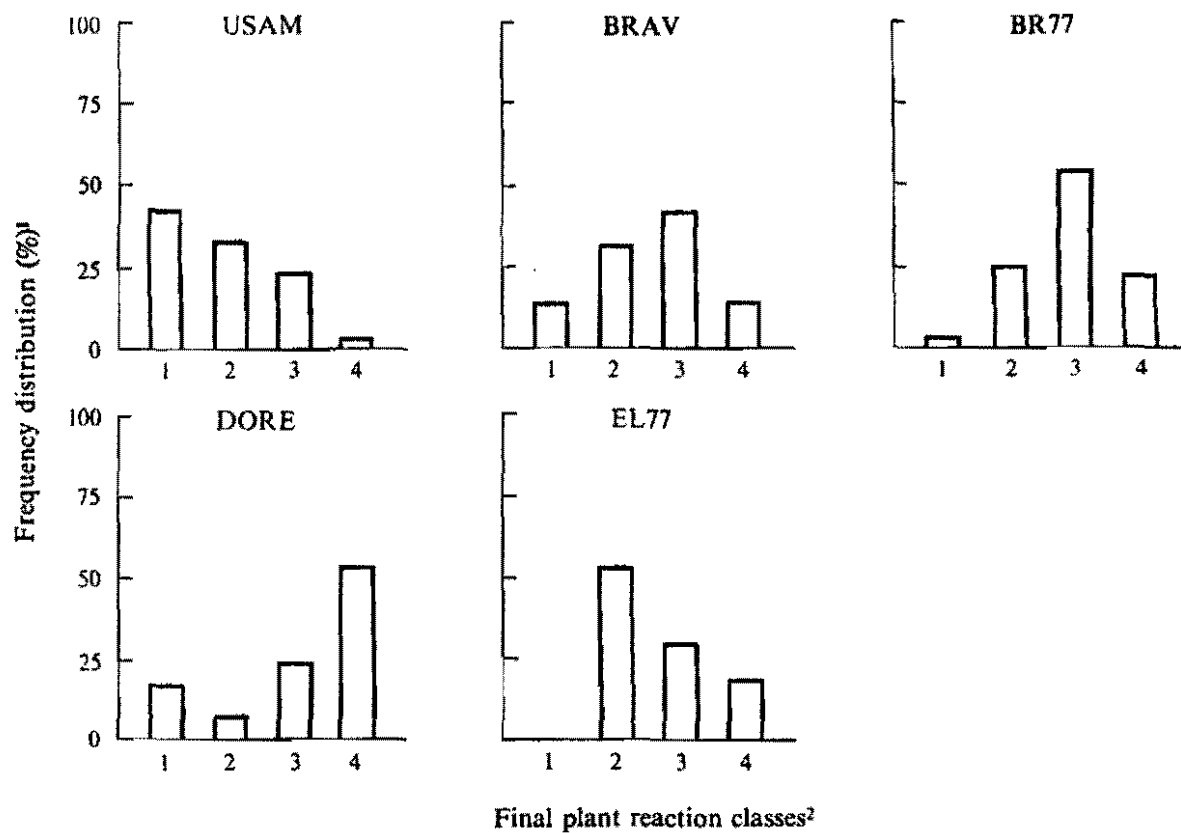 USAM
BRAV
BR77
100
75
50
25
0
1 2 3 4
1 2 3 4
1 2 3 4
DORE
EL77
100
75
50
25
0
1 2 3 4
1 2 3 4
Frequency distribution (%)¹
Final plant reaction classes²